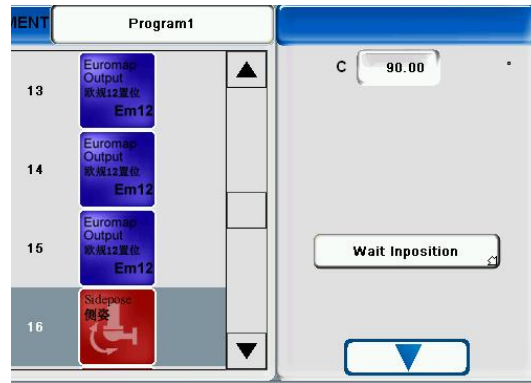 MENT
Program1
13
Euromap
Output
欧规12置位
Em12
14
Euromap
Output
欧规12置位
Em12
15
Euromap
Output
欧规12置位
Em12
16
Sidepose
侧姿
C 90.00 °
Wait Inposition